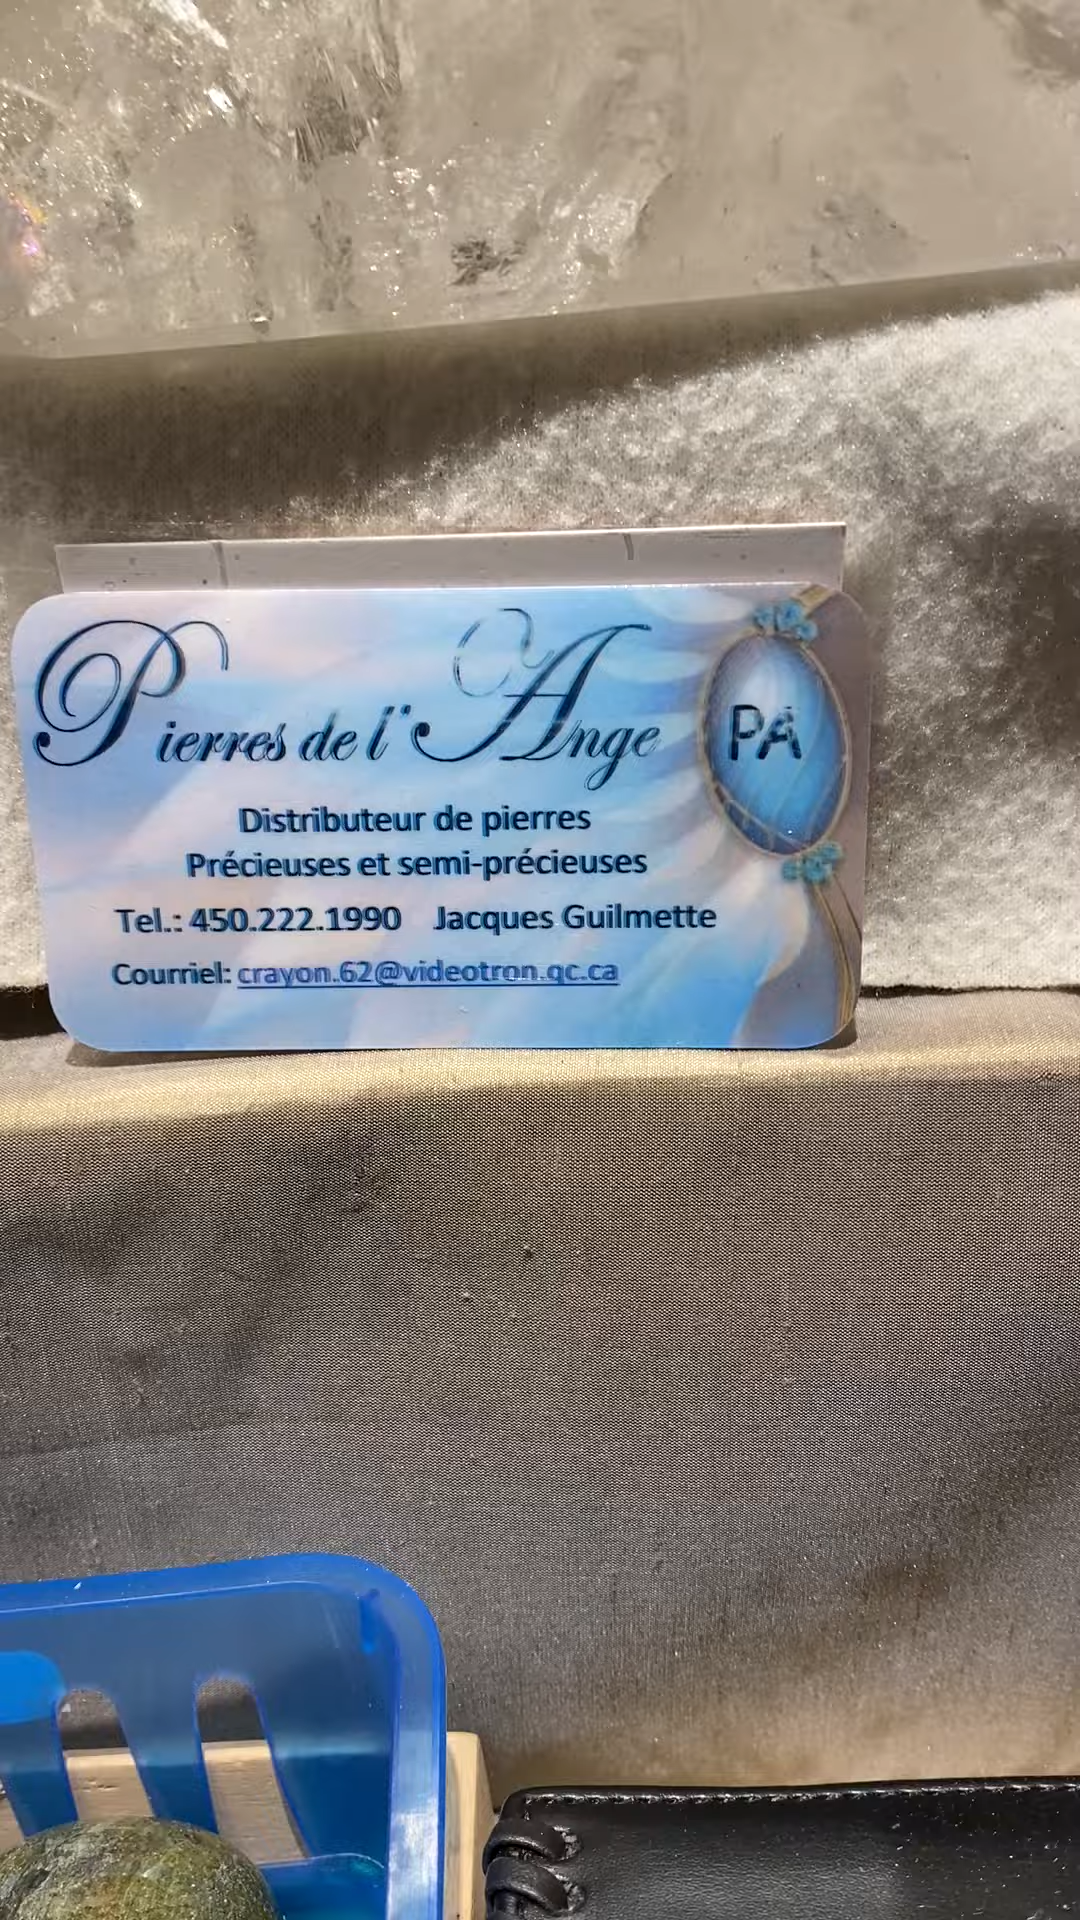 Pierres de l'Ange
PA
Distributeur de pierres
Précieuses et semi-précieuses
Tel.: 450.222.1990 Jacques Guilmette
Courriel: crayon.62@videotron.qc.ca